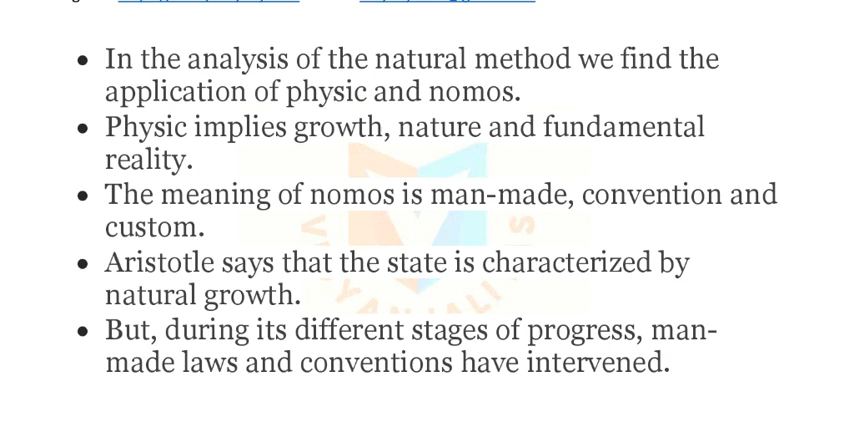 • In the analysis of the natural method we find the
application of physic and nomos.
• Physic implies growth, nature and fundamental
reality.
• The meaning of nomos is man-made, convention and
custom.
• Aristotle says that the state is characterized by
natural growth.
• But, during its different stages of progress, man-
made laws and conventions have intervened.